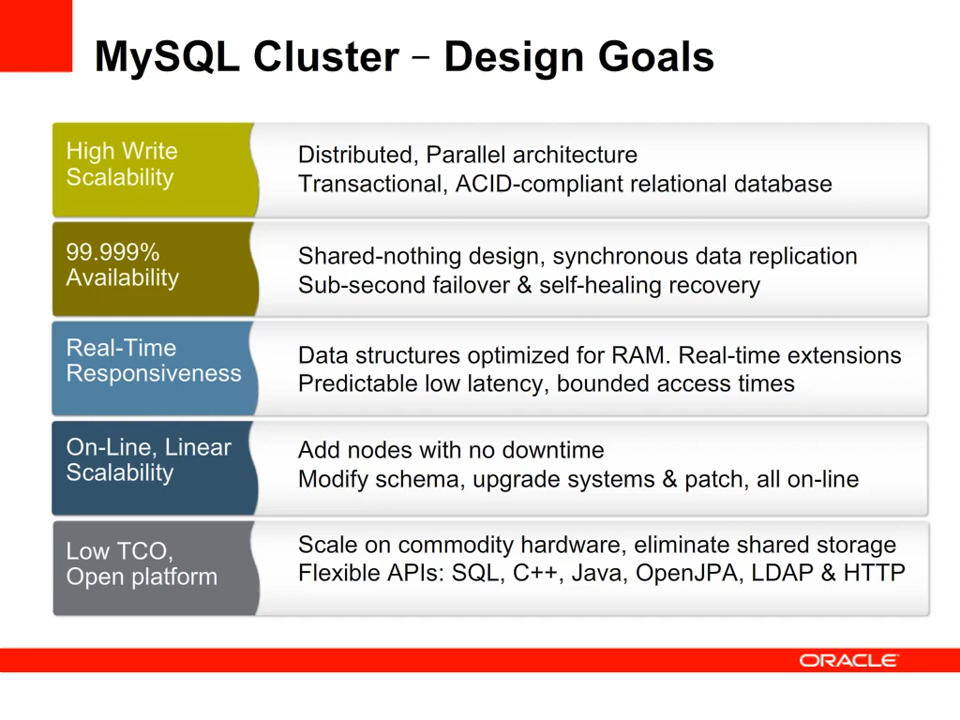 MySQL Cluster – Design Goals
High Write
Scalability
Distributed, Parallel architecture
Transactional, ACID-compliant relational database
99.999%
Availability
Shared-nothing design, synchronous data replication
Sub-second failover & self-healing recovery
Real-Time
Responsiveness
Data structures optimized for RAM. Real-time extensions
Predictable low latency, bounded access times
On-Line, Linear
Scalability
Add nodes with no downtime
Modify schema, upgrade systems & patch, all on-line
Low TCO,
Open platform
Scale on commodity hardware, eliminate shared storage
Flexible APIs: SQL, C++, Java, OpenJPA, LDAP & HTTP
ORACLE